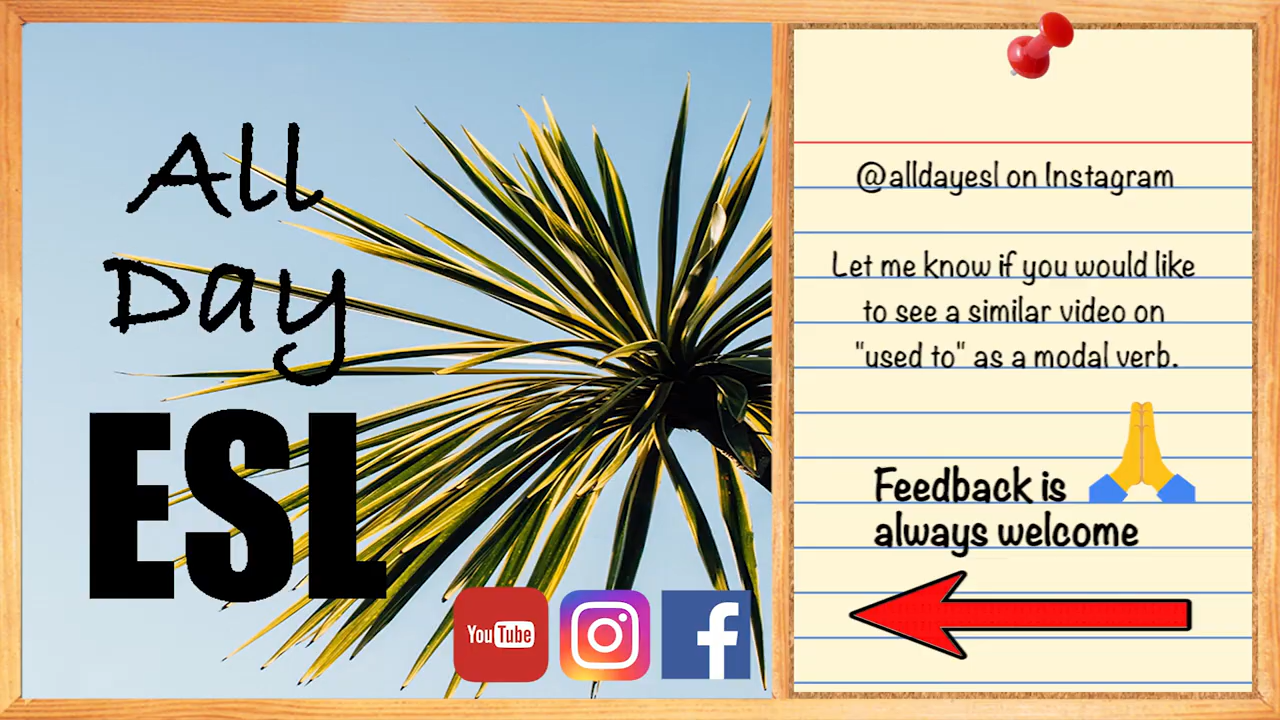 All
Day
ESL
YouTube
@alldayesl on Instagram
Let me know if you would like
to see a similar video on
"used to" as a modal verb.
Feedback is
always welcome